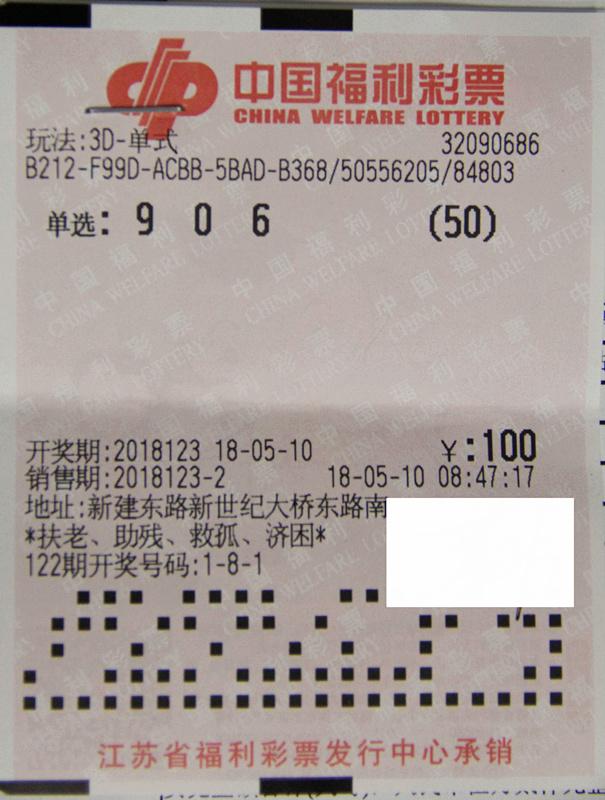 中国福利彩票
CHINA WELFARE LOTTERY
玩法:3D-单式 32090686
B212-F99D-ACBB-5BAD-B368/50556205/84803
单选: 9 0 6 (50)
开奖期:2018123 18-05-10 ¥:100
销售期:2018123-2 18-05-10 08:47:17
地址:新建东路新世纪大桥东路南
*扶老、助残、救孤、济困*
122期开奖号码:1-8-1
江苏省福利彩票发行中心承销